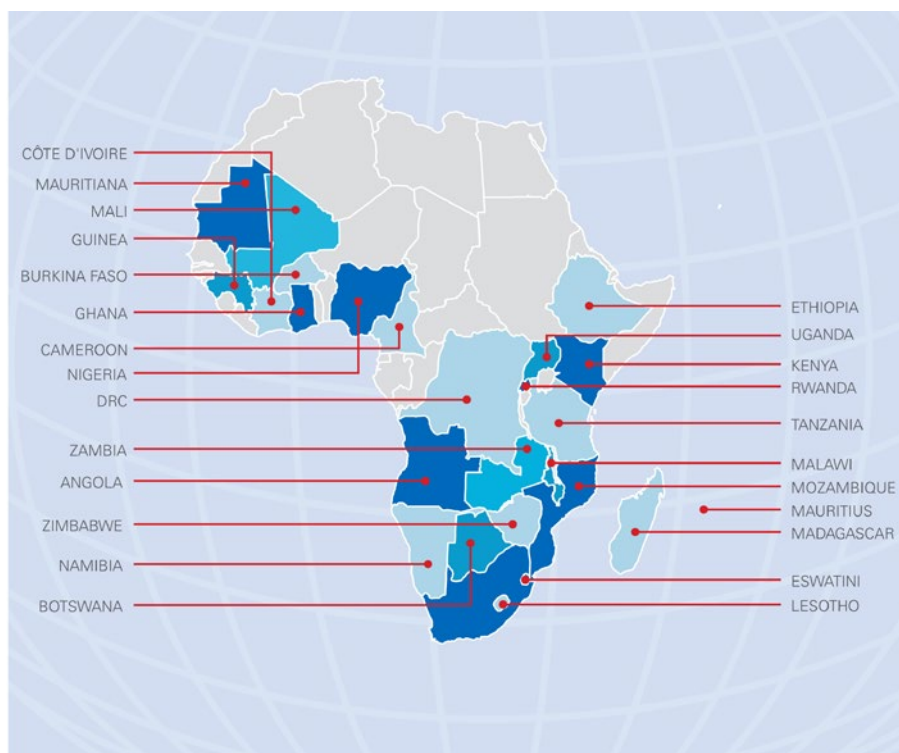 CÔTE D'IVOIRE
MAURITIANA
MALI
GUINEA
BURKINA FASO
GHANA
CAMEROON
NIGERIA
DRC
ZAMBIA
ANGOLA
ZIMBABWE
NAMIBIA
BOTSWANA
ETHIOPIA
UGANDA
KENYA
RWANDA
TANZANIA
MALAWI
MOZAMBIQUE
MAURITIUS
MADAGASCAR
ESWATINI
LESOTHO